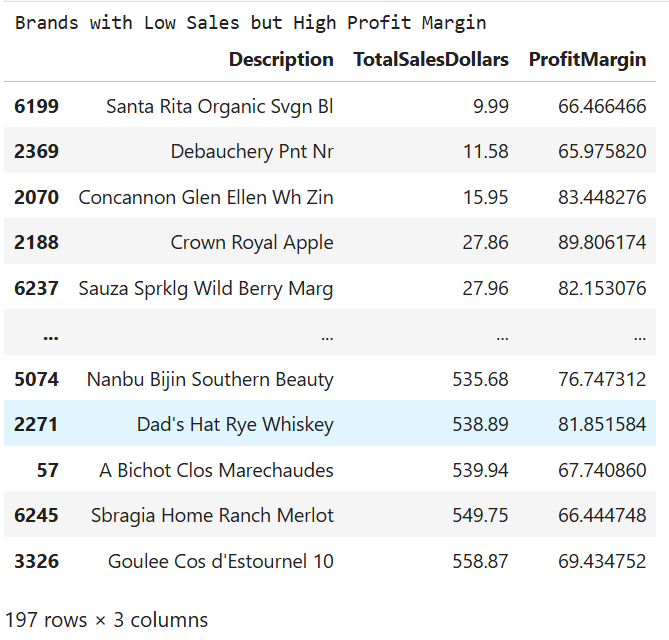 Brands with Low Sales but High Profit Margin
Description TotalSalesDollars ProfitMargin
6199 Santa Rita Organic Svgn Bl 9.99 66.466466
2369 Debauchery Pnt Nr 11.58 65.975820
2070 Concannon Glen Ellen Wh Zin 15.95 83.448276
2188 Crown Royal Apple 27.86 89.806174
6237 Sauza Sprklg Wild Berry Marg 27.96 82.153076
... ... ... ...
5074 Nanbu Bijin Southern Beauty 535.68 76.747312
2271 Dad's Hat Rye Whiskey 538.89 81.851584
57 A Bichot Clos Marechaudes 539.94 67.740860
6245 Sbragia Home Ranch Merlot 549.75 66.444748
3326 Goulee Cos d'Estournel 10 558.87 69.434752
197 rows × 3 columns